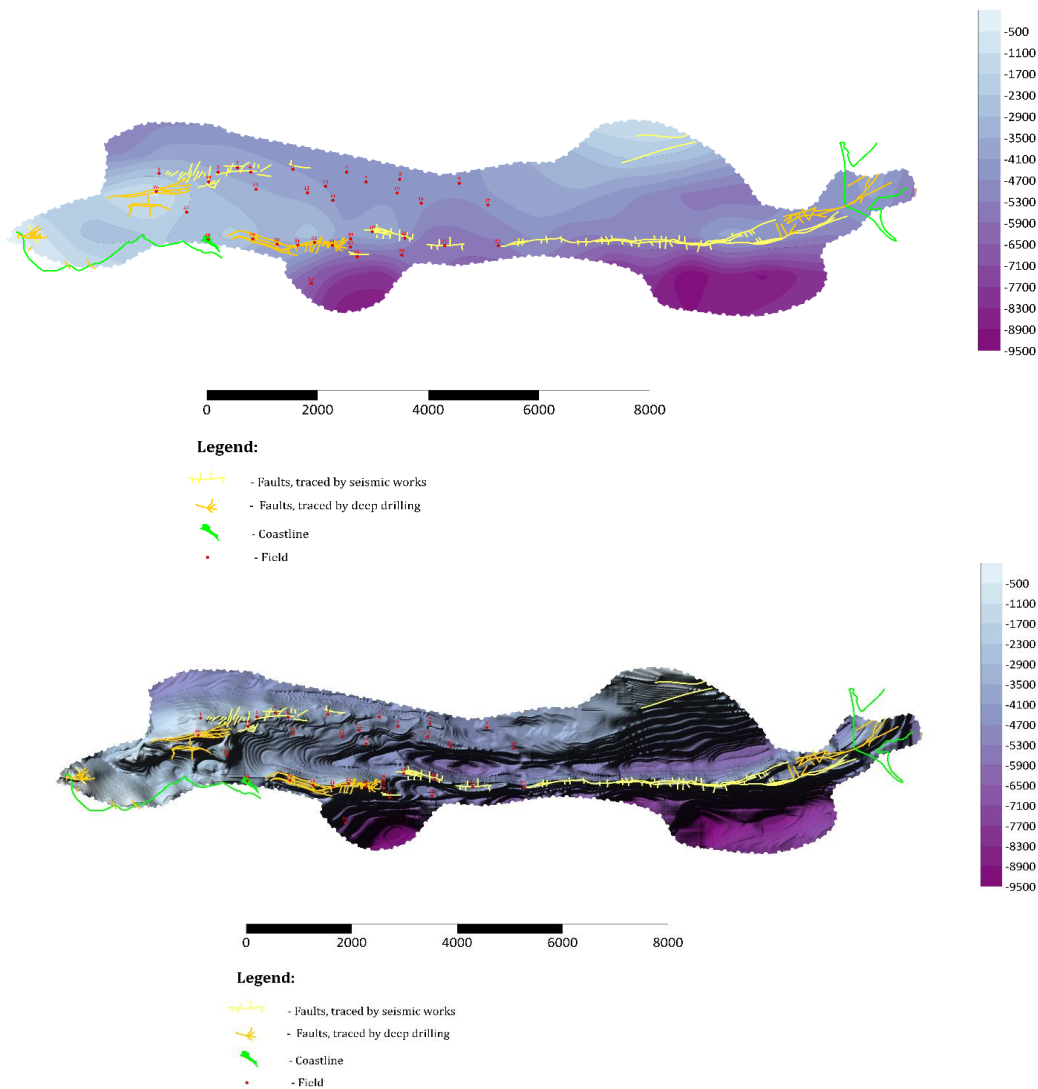 -500
-1100
-1700
-2300
-2900
-3500
-4100
-4700
-5300
-5900
-6500
-7100
-7700
-8300
-8900
-9500
0 2000 4000 6000 8000
Legend:
- Faults, traced by seismic works
- Faults, traced by deep drilling
- Coastline
- Field
-500
-1100
-1700
-2300
-2900
-3500
-4100
-4700
-5300
-5900
-6500
-7100
-7700
-8300
-8900
-9500
0 2000 4000 6000 8000
Legend:
- Faults, traced by seismic works
- Faults, traced by deep drilling
- Coastline
- Field